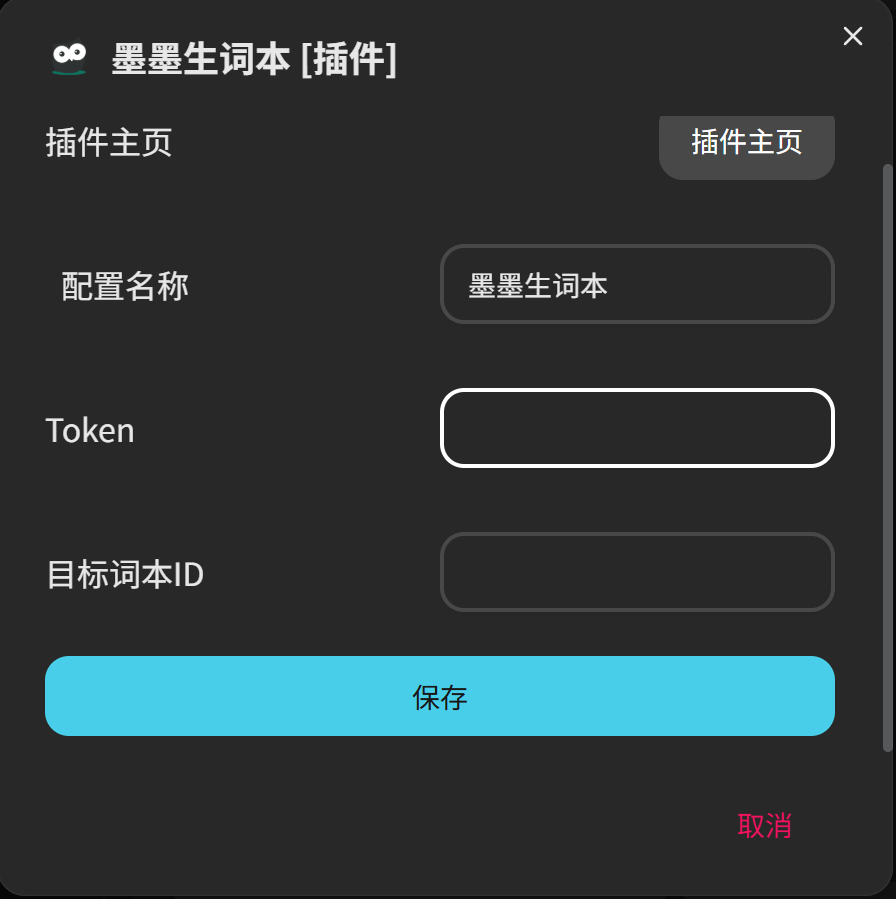 墨墨生词本 [插件]
插件主页 插件主页
配置名称 墨墨生词本
Token
目标词本ID
保存
取消